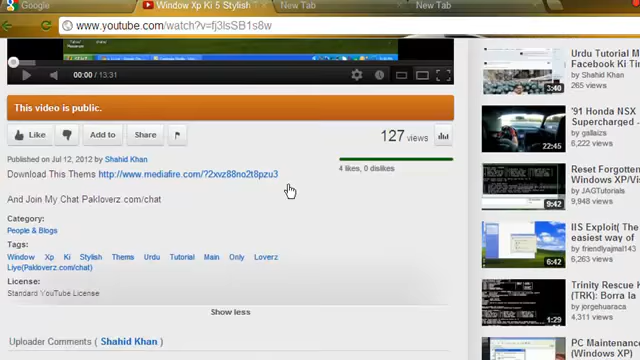 Google
Window Xp Ki 5 Stylish T
New Tab
New Tab
www.youtube.com/watch?v=fj3lsSB1s8w
00:00 / 13:31
This video is public.
Like
Add to
Share
127 views
Published on Jul 12, 2012 by Shahid Khan
4 likes, 0 dislikes
Download This Thems http://www.mediafire.com/?2xvz88no2t8pzu3
And Join My Chat Pakloverz.com/chat
Category:
People & Blogs
Tags:
Window Xp Ki Stylish Thems Urdu Tutorial Main Only Loverz
Liye(Pakloverz.com/chat)
License:
Standard YouTube License
Show less
Uploader Comments ( Shahid Khan )
Urdu Tutorial M
Facebook Ki Ti
by Shahid Khan
265 views
3:40
'91 Honda NSX
Supercharged -
by gsllaizs
6,222 views
22:45
Reset Forgotten
Windows XP/Vis
by JAGTutorials
9,948 views
9:42
IIS Exploit( The
easiest way of
by friendlyajmal143
6,263 views
6:42
Trinity Rescue K
(TRK): Borra la
by jorgehuaraca
4,311 views
1:29
PC Maintenance
(Windows XP)